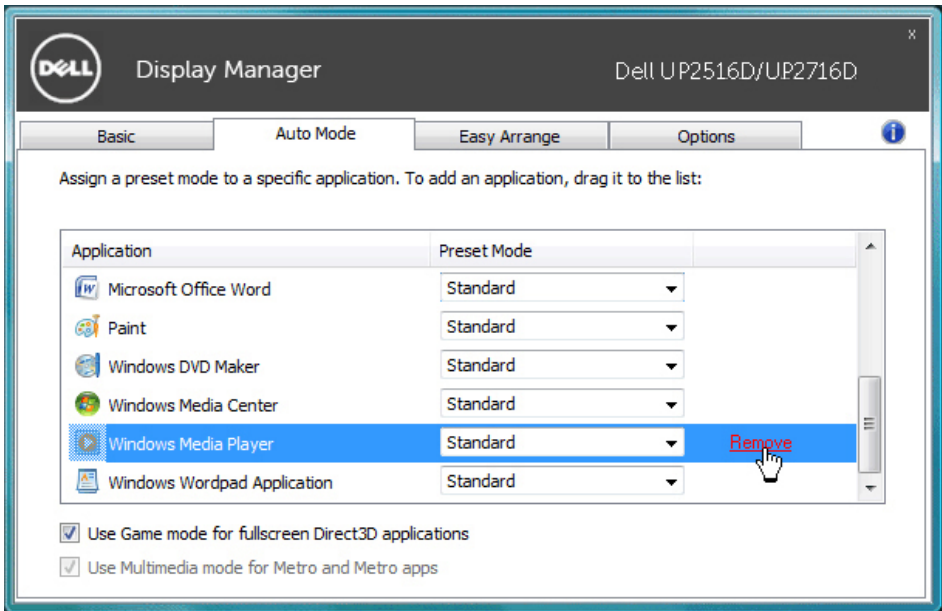 x
DELL Display Manager Dell UP2516D/UP2716D
Basic Auto Mode Easy Arrange Options i
Assign a preset mode to a specific application. To add an application, drag it to the list:
Application Preset Mode
Microsoft Office Word Standard
Paint Standard
Windows DVD Maker Standard
Windows Media Center Standard
Windows Media Player Standard Remove
Windows Wordpad Application Standard
Use Game mode for fullscreen Direct3D applications
Use Multimedia mode for Metro and Metro apps